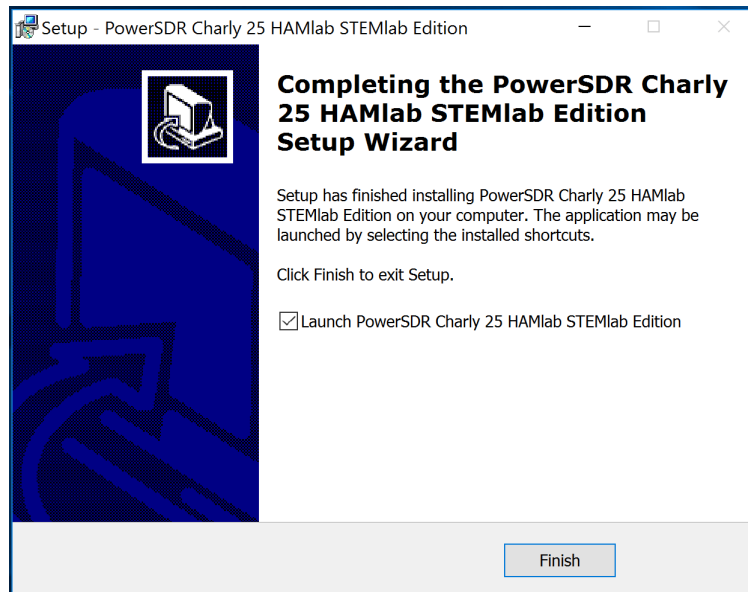 Setup - PowerSDR Charly 25 HAMlab STEMlab Edition
Completing the PowerSDR Charly
25 HAMlab STEMlab Edition
Setup Wizard
Setup has finished installing PowerSDR Charly 25 HAMlab
STEMlab Edition on your computer. The application may be
launched by selecting the installed shortcuts.
Click Finish to exit Setup.
Launch PowerSDR Charly 25 HAMlab STEMlab Edition
Finish